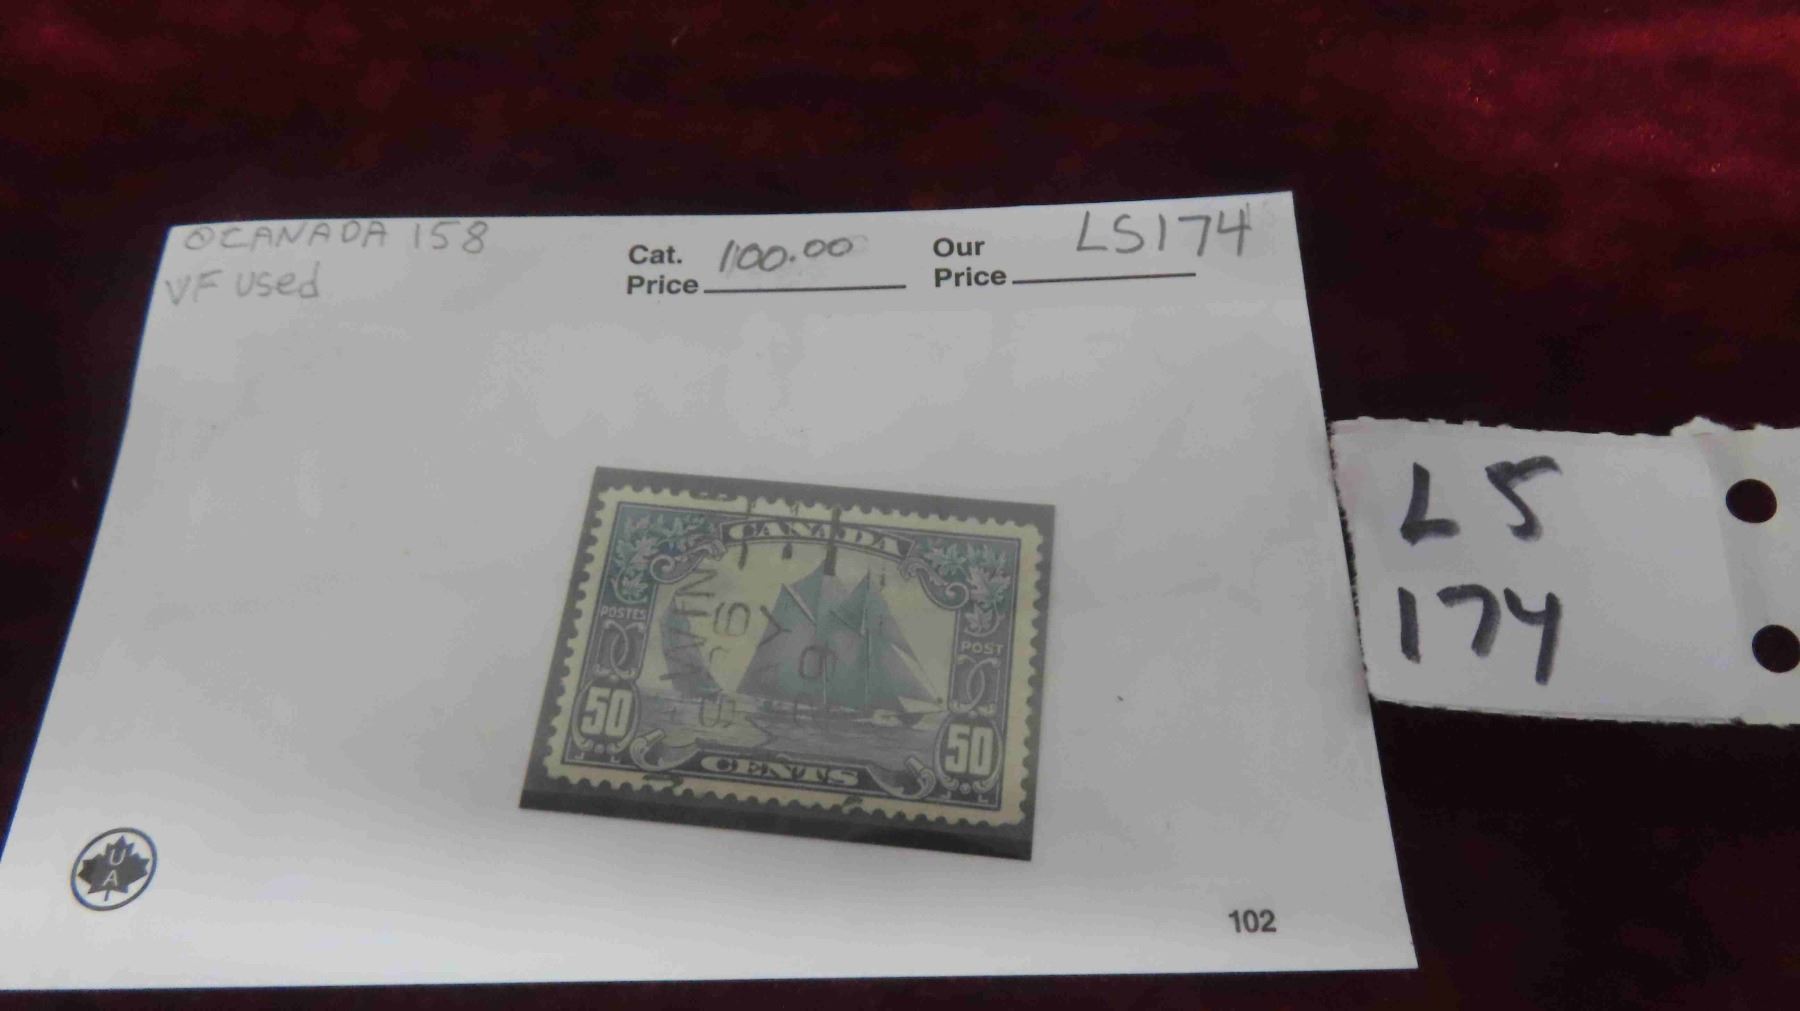 CANADA 158
VF Used
Cat. Price 100.00
Our Price LS174
CANADA
POSTES
POST
50
50
CENTS
UAI
102
LS
174